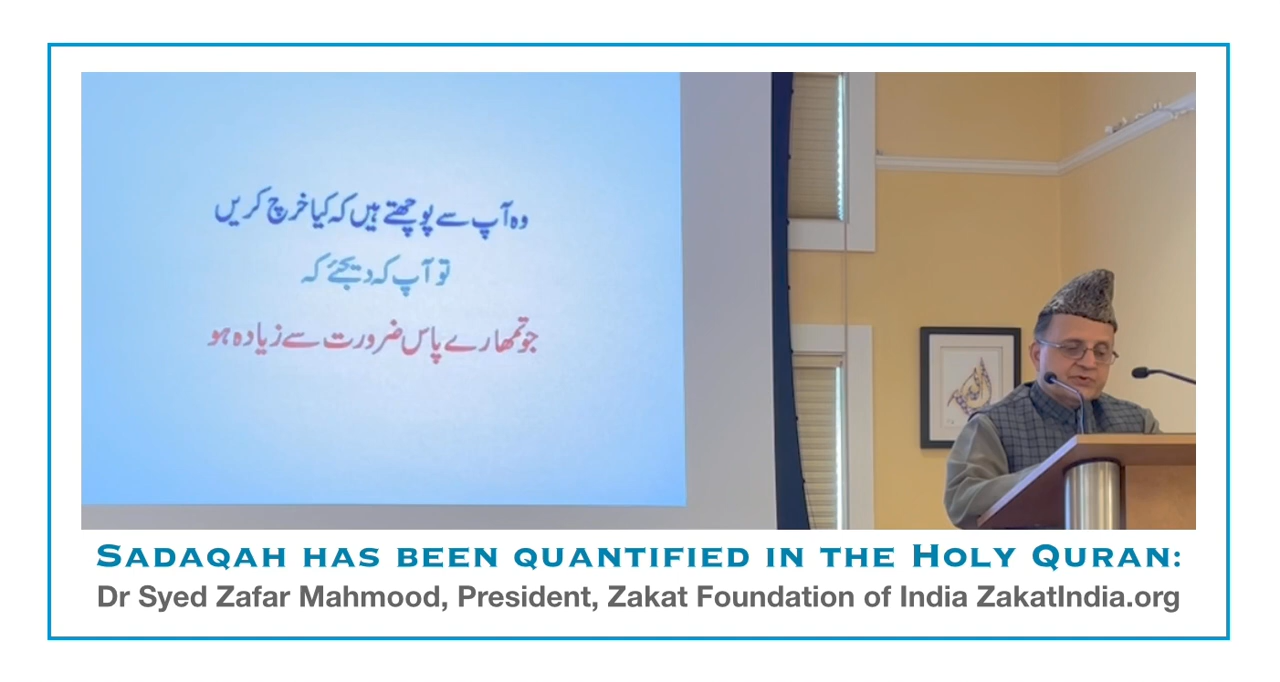 وہ آپ سے پوچھتے ہیں کہ کیا خرچ کریں
تو آپ کہ دیجئے کہ
جو تمھارے پاس ضرورت سے زیادہ ہو
SADAQAH HAS BEEN QUANTIFIED IN THE HOLY QURAN:
Dr Syed Zafar Mahmood, President, Zakat Foundation of India ZakatIndia.org